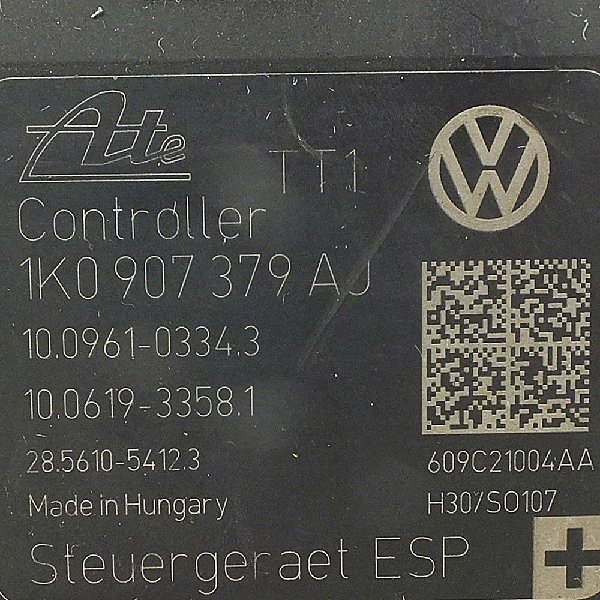 Ate TT1
Controller
1K0 907 379 AJ
10.0961-0334.3
10.0619-3358.1
28.5610-5412.3
609C21004AA
Made in Hungary
H30/SO107
Steuergeraet ESP